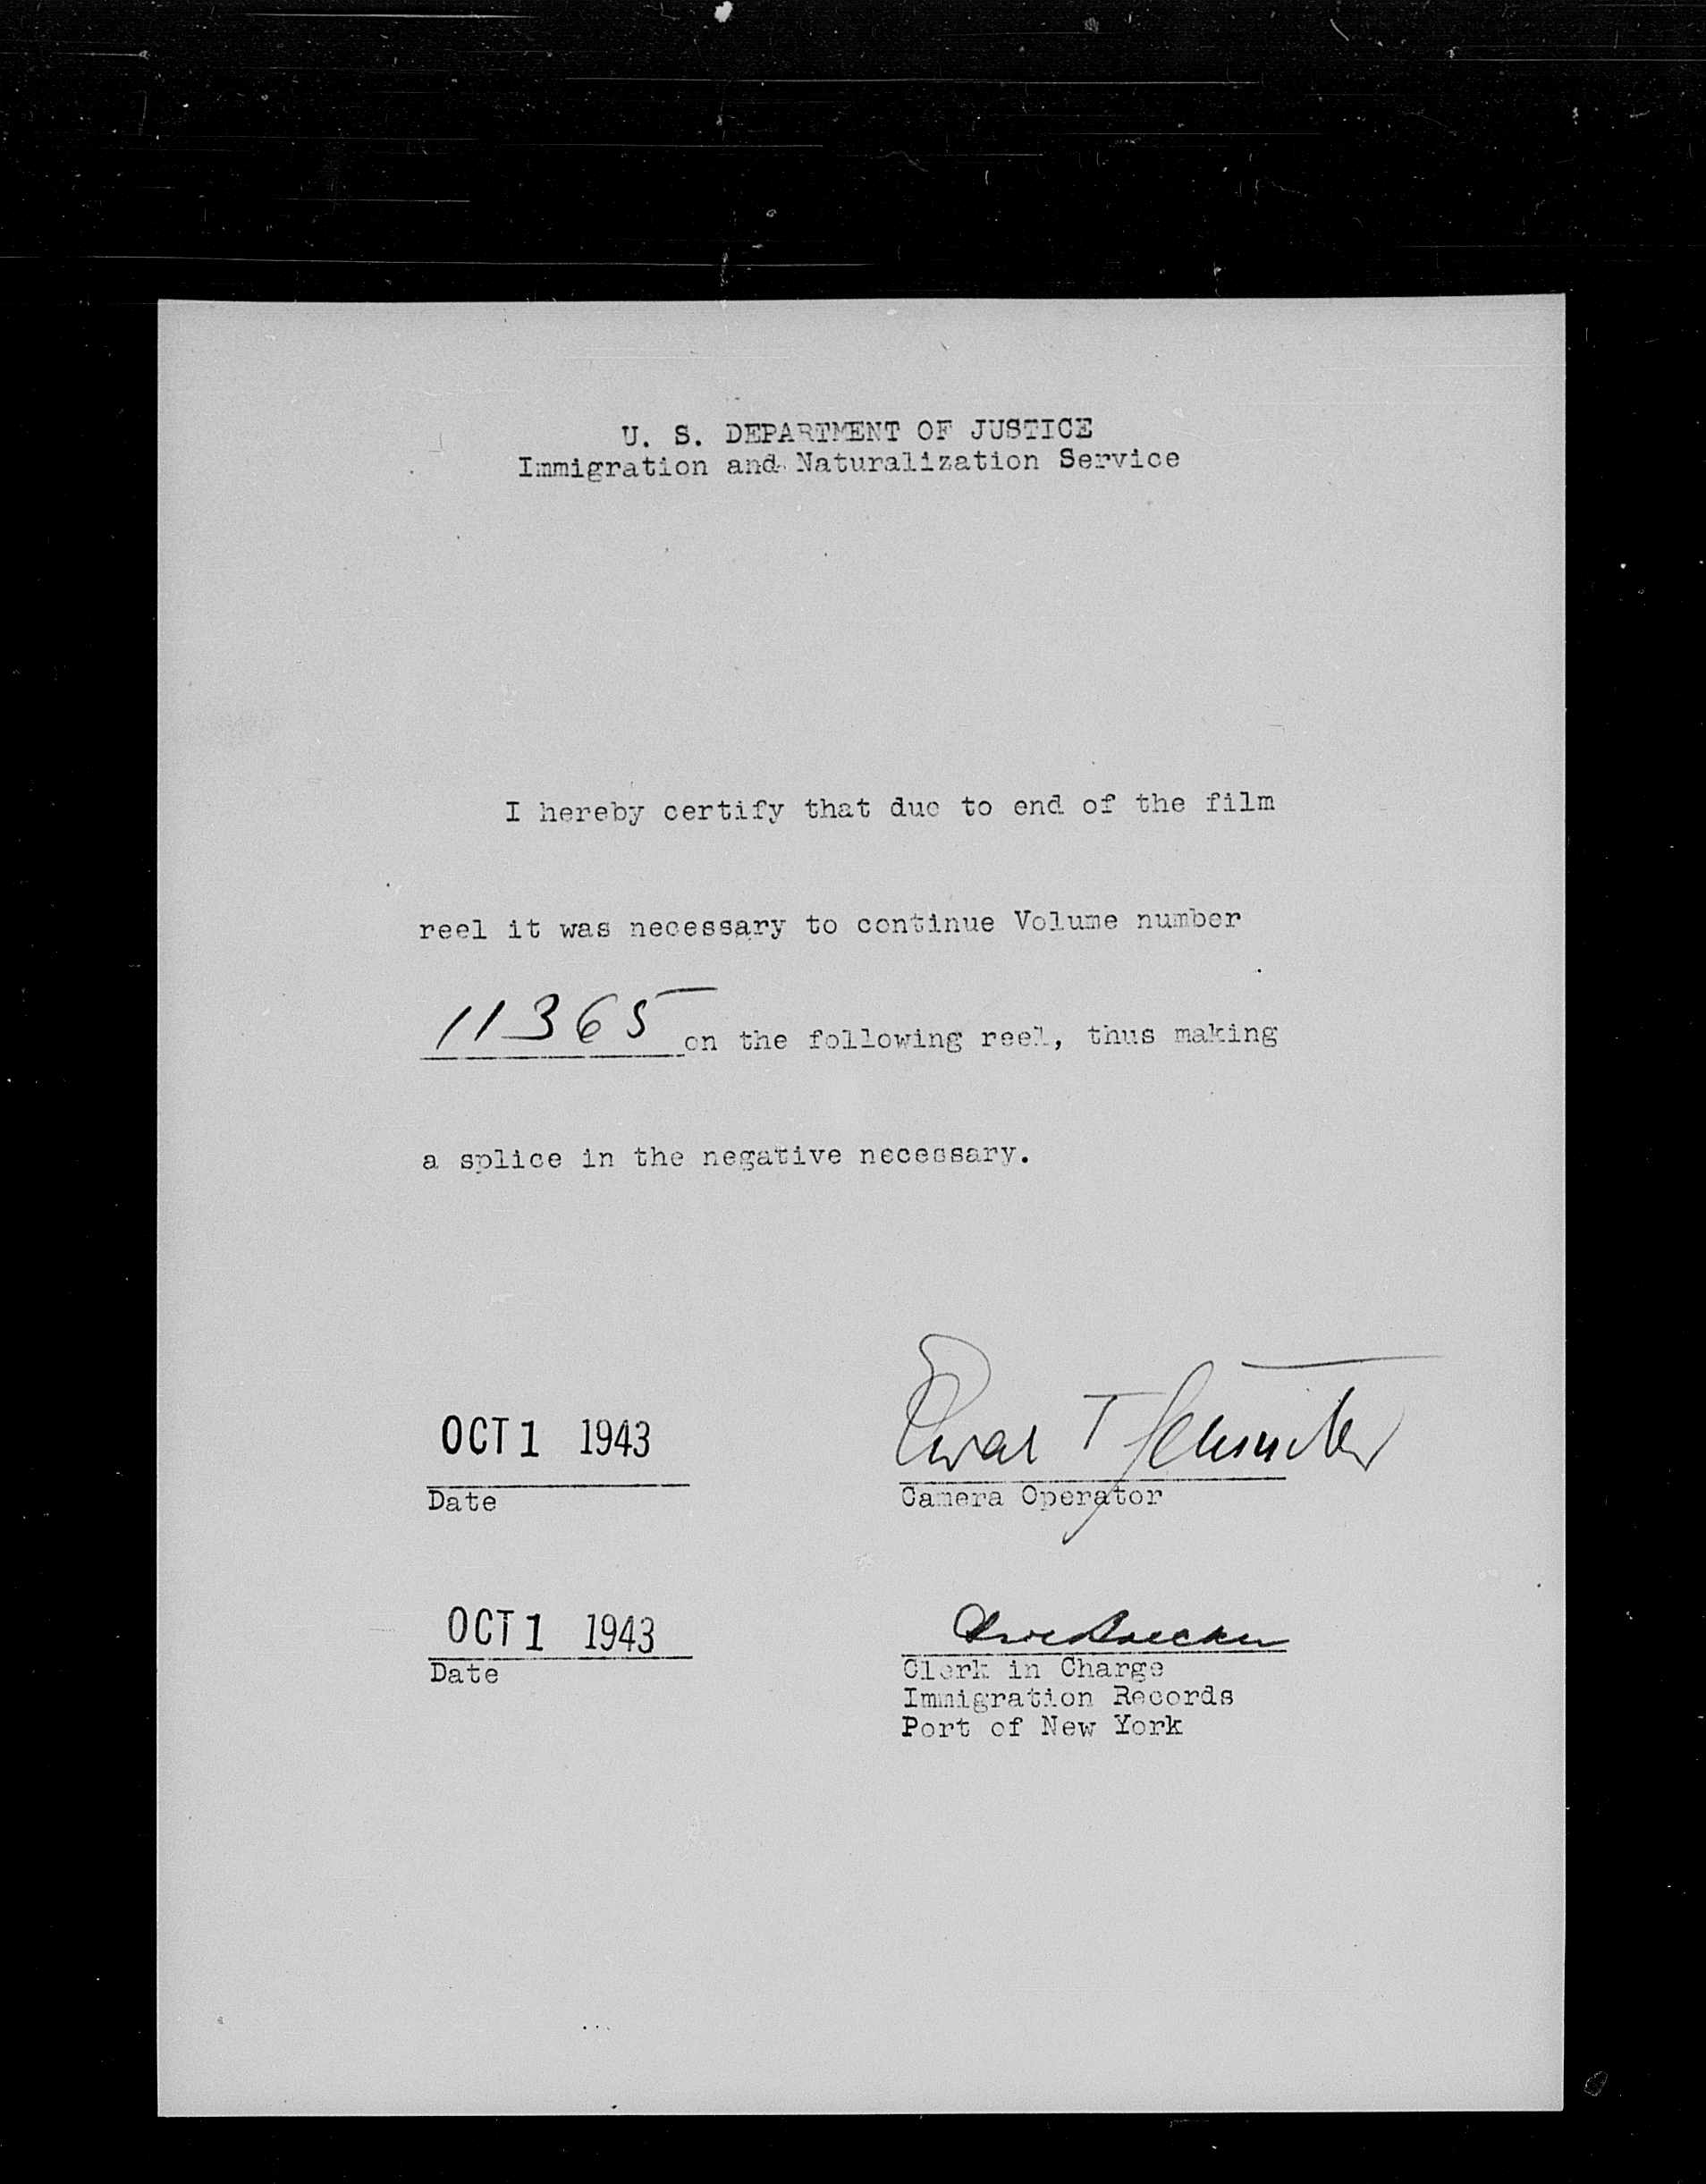 U. S. DEPARTMENT OF JUSTICE
Immigration and Naturalization Service
I hereby certify that due to end of the film
reel it was necessary to continue Volume number
11365 on the following reel, thus making
a splice in the negative necessary.
OCT 1 1943
Date
T
Camera Operator
OCT 1 1943
Date
Clerk in Charge
Immigration Records
Port of New York